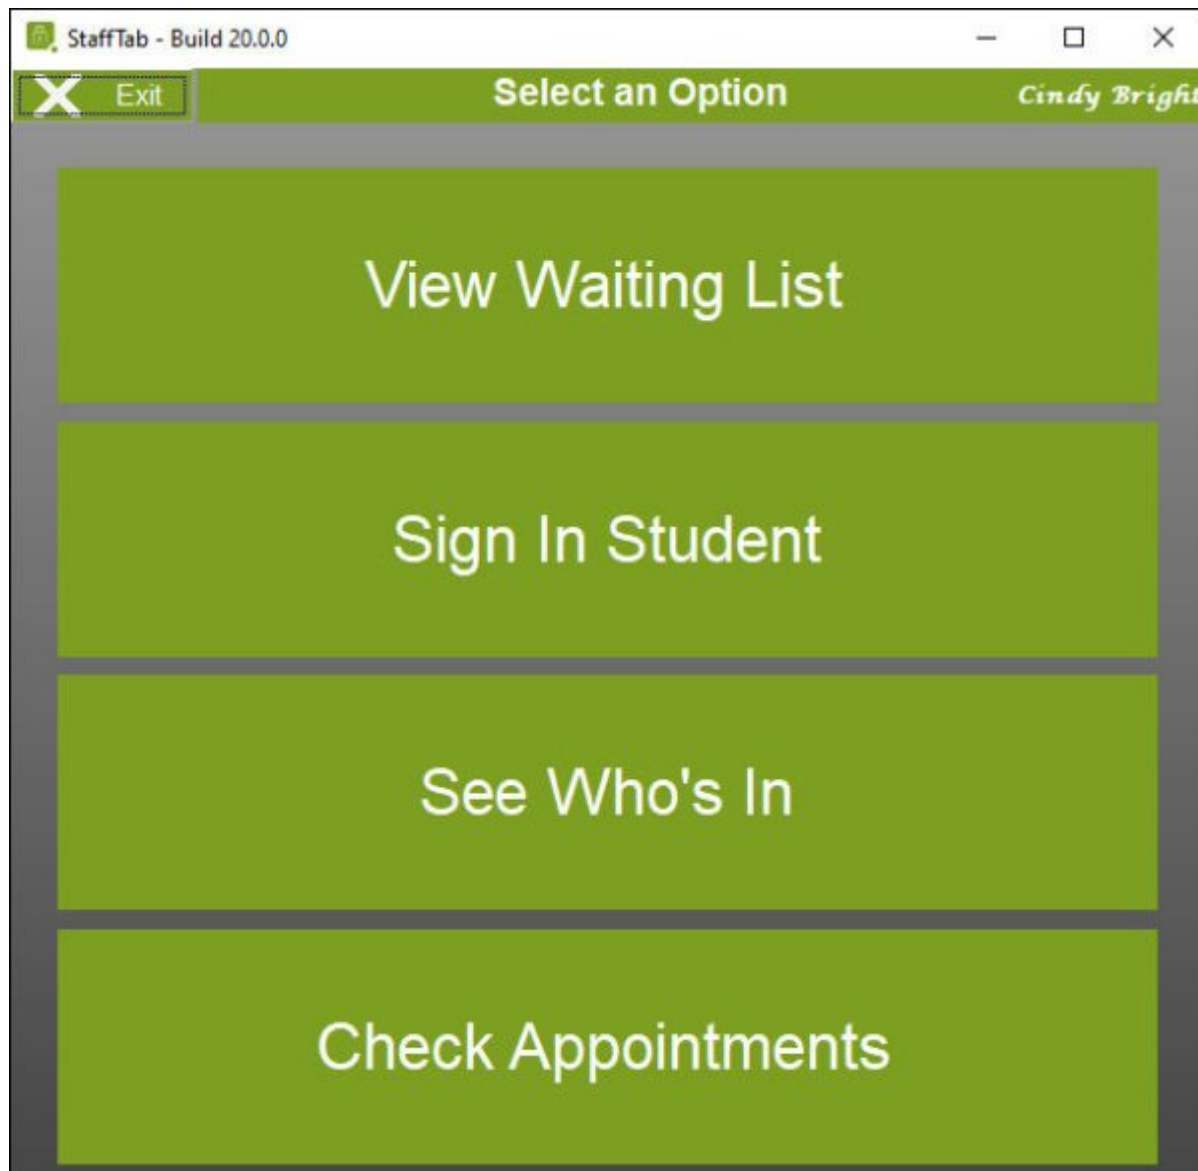 StaffTab - Build 20.0.0
Exit Select an Option Cindy Bright
View Waiting List
Sign In Student
See Who's In
Check Appointments